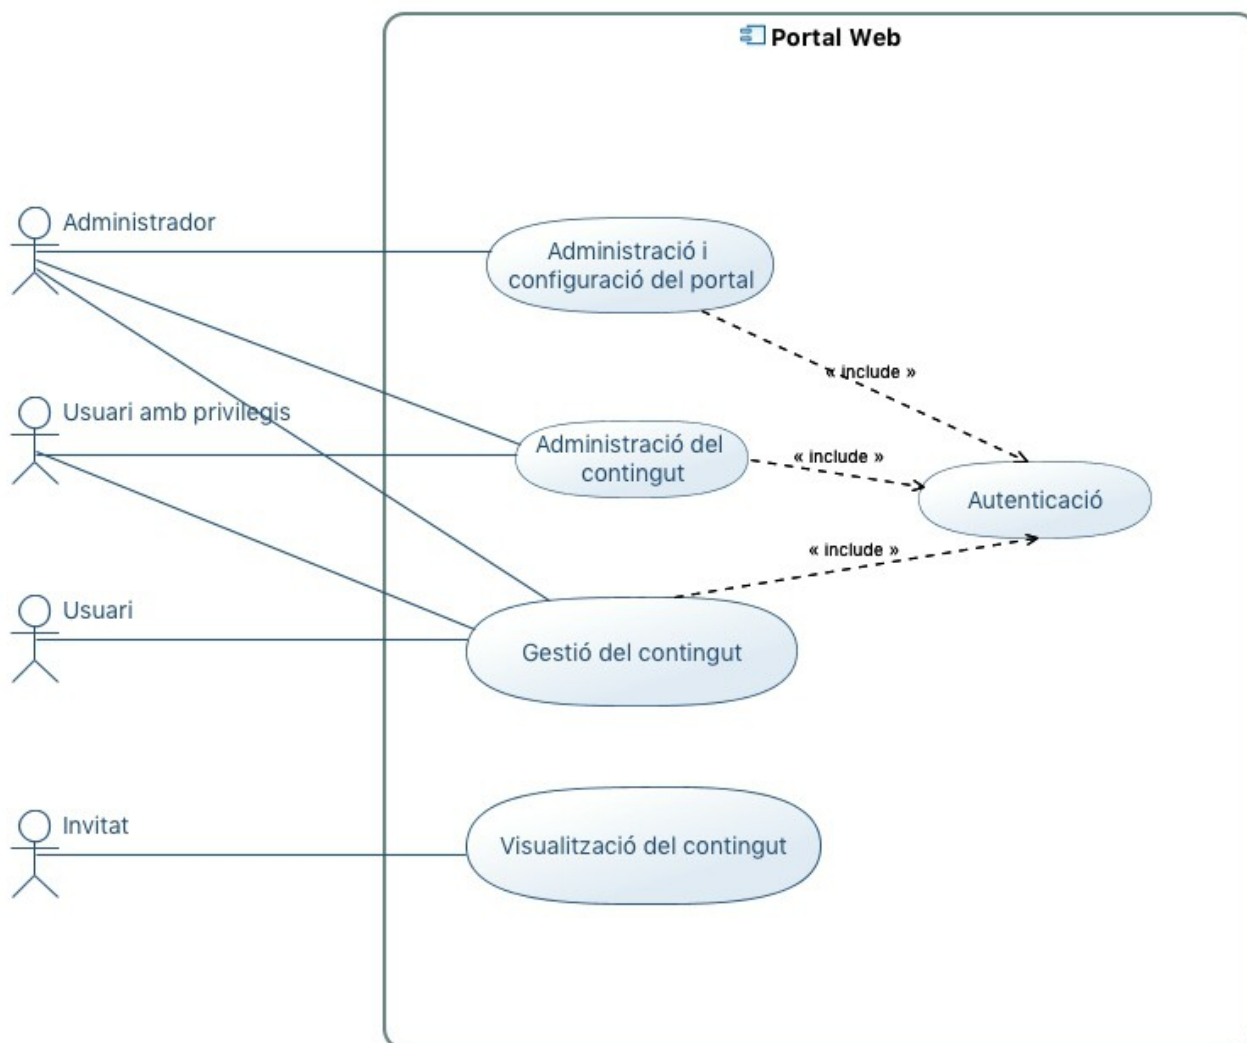 Portal Web
Administrador
Administració i
configuració del portal
« include »
Usuari amb privilegis
Administració del
contingut
« include »
Autenticació
« include »
Usuari
Gestió del contingut
Invitat
Visualització del contingut